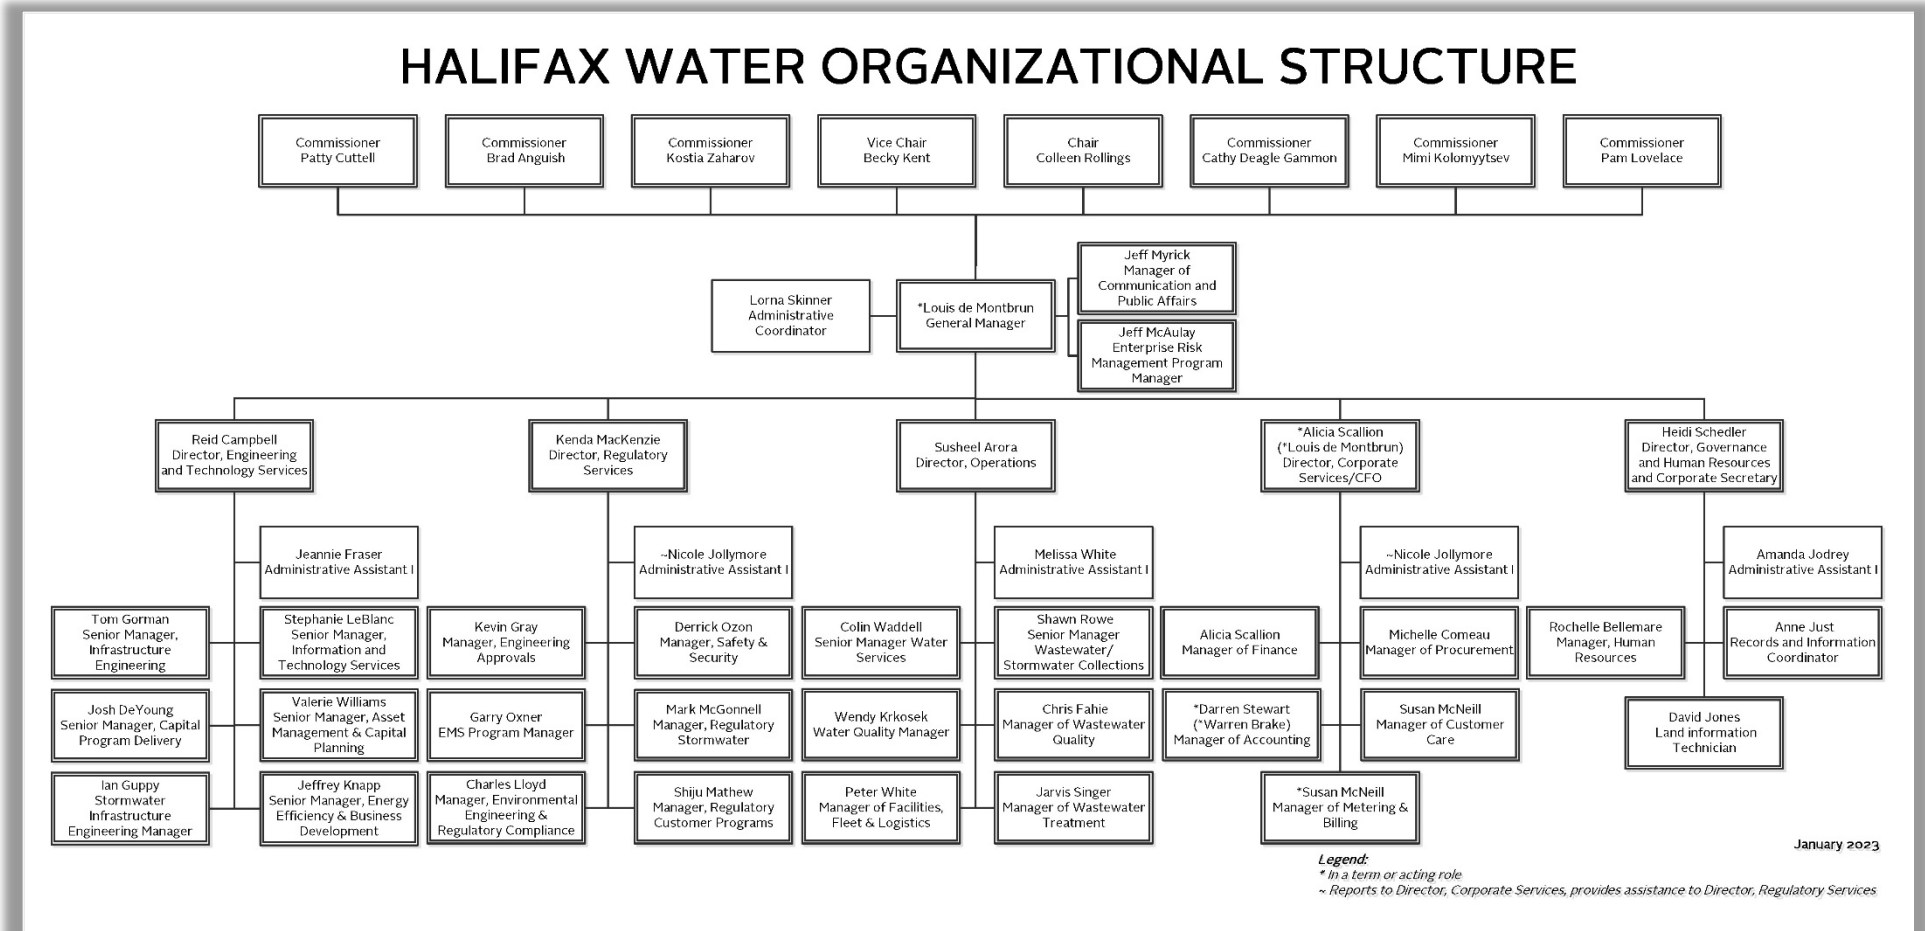 HALIFAX WATER ORGANIZATIONAL STRUCTURE
Commissioner
Patty Cuttell
Commissioner
Brad Anguish
Commissioner
Kostia Zaharov
Vice Chair
Becky Kent
Chair
Colleen Rollings
Commissioner
Cathy Deagle Gammon
Commissioner
Mimi Kolomyytsev
Commissioner
Pam Lovelace
Lorna Skinner
Administrative
Coordinator
*Louis de Montbrun
General Manager
Jeff Myrick
Manager of
Communication and
Public Affairs
Jeff McAulay
Enterprise Risk
Management Program
Manager
Reid Campbell
Director, Engineering
and Technology Services
Kenda MacKenzie
Director, Regulatory
Services
Susheel Arora
Director, Operations
*Alicia Scallion
(*Louis de Montbrun)
Director, Corporate
Services/CFO
Heidi Schedler
Director, Governance
and Human Resources
and Corporate Secretary
Jeannie Fraser
Administrative Assistant I
~Nicole Jollymore
Administrative Assistant I
Melissa White
Administrative Assistant I
~Nicole Jollymore
Administrative Assistant I
Amanda Jodrey
Administrative Assistant I
Tom Gorman
Senior Manager,
Infrastructure
Engineering
Stephanie LeBlanc
Senior Manager,
Information and
Technology Services
Kevin Gray
Manager, Engineering
Approvals
Derrick Ozon
Manager, Safety &
Security
Colin Waddell
Senior Manager Water
Services
Shawn Rowe
Senior Manager
Wastewater/
Stormwater Collections
Alicia Scallion
Manager of Finance
Michelle Comeau
Manager of Procurement
Rochelle Bellemare
Manager, Human
Resources
Anne Just
Records and Information
Coordinator
Josh DeYoung
Senior Manager, Capital
Program Delivery
Valerie Williams
Senior Manager, Asset
Management & Capital
Planning
Garry Oxner
EMS Program Manager
Mark McGonnell
Manager, Regulatory
Stormwater
Wendy Krkosek
Water Quality Manager
Chris Fahie
Manager of Wastewater
Quality
*Darren Stewart
(*Warren Brake)
Manager of Accounting
Susan McNeill
Manager of Customer
Care
David Jones
Land information
Technician
Ian Guppy
Stormwater
Infrastructure
Engineering Manager
Jeffrey Knapp
Senior Manager, Energy
Efficiency & Business
Development
Charles Lloyd
Manager, Environmental
Engineering &
Regulatory Compliance
Shiju Mathew
Manager, Regulatory
Customer Programs
Peter White
Manager of Facilities,
Fleet & Logistics
Jarvis Singer
Manager of Wastewater
Treatment
*Susan McNeill
Manager of Metering &
Billing
January 2023
Legend:
* In a term or acting role
~ Reports to Director, Corporate Services, provides assistance to Director, Regulatory Services